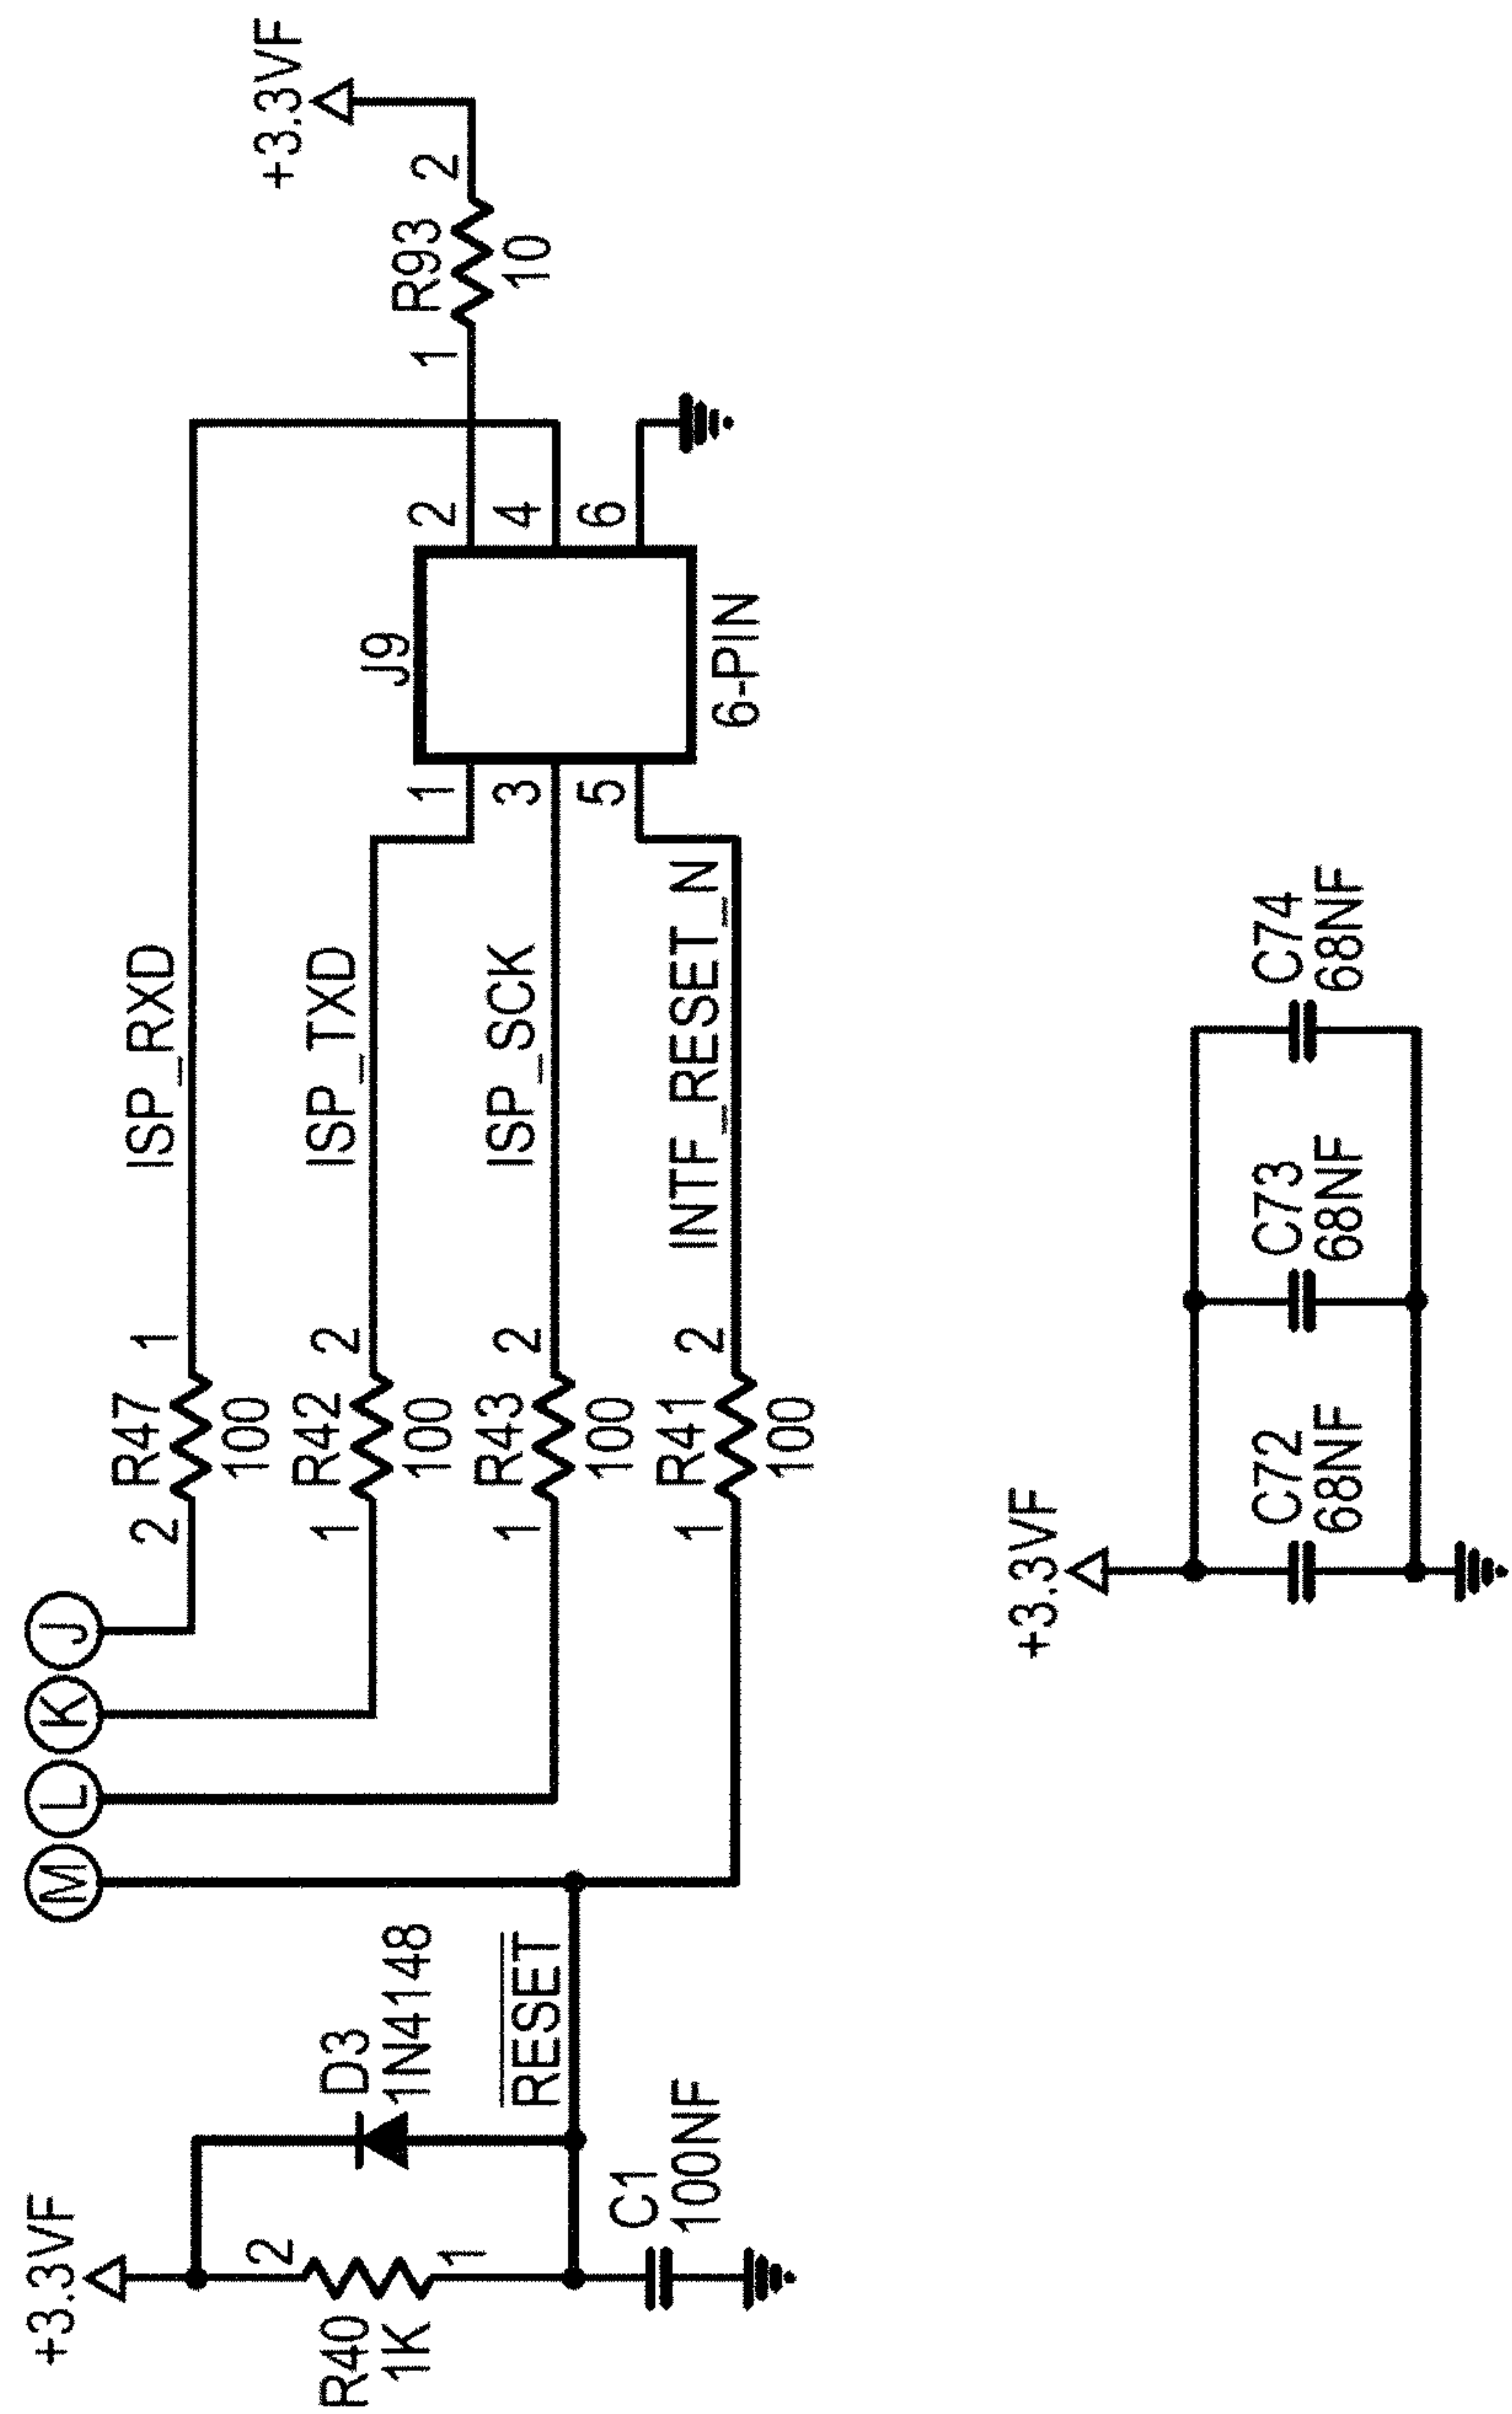 +3.3VF
R40
1K
2
1
D3
1N4148
RESET
C1
100NF
M
L
K
J
2
R47
100
1
ISP_RXD
1
R42
100
2
ISP_TXD
1
R43
100
2
ISP_SCK
1
R41
100
2
INTF_RESET_N
J9
1
3
5
2
4
6
6-PIN
1
R93
10
2
+3.3VF
+3.3VF
C72
68NF
C73
68NF
C74
68NF